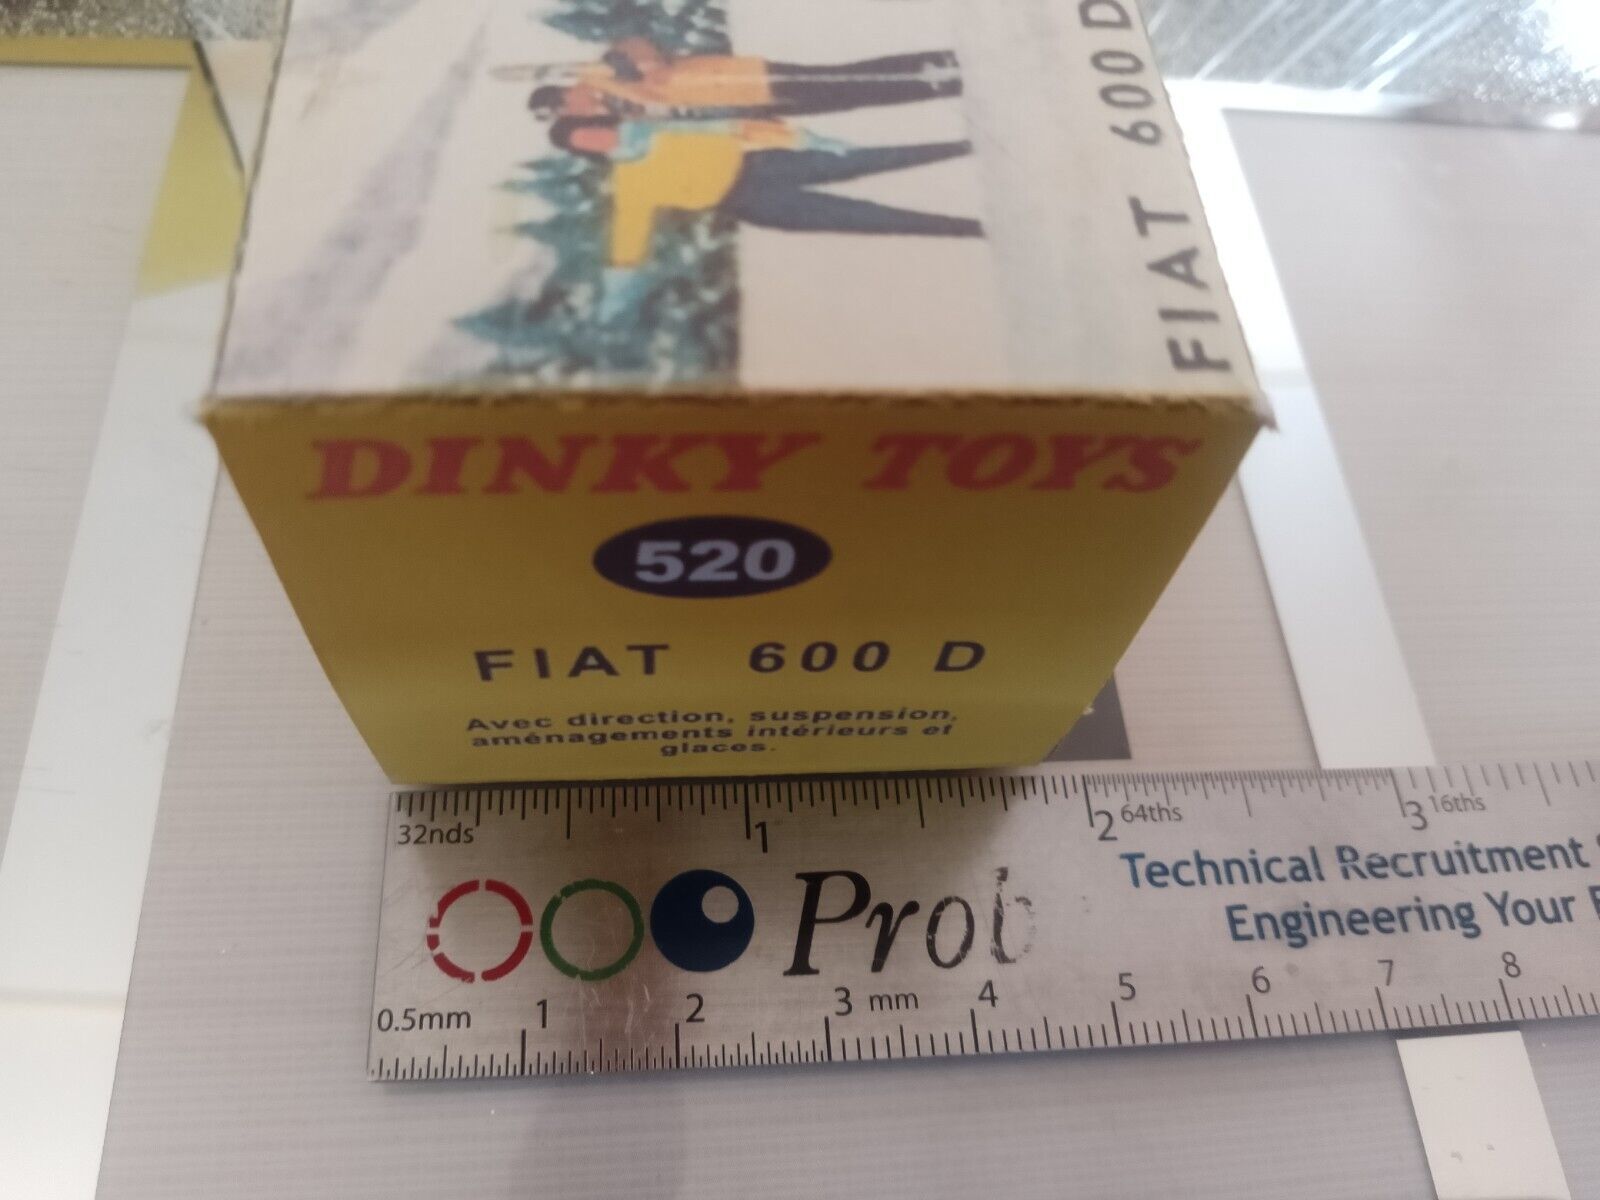 FIAT 600 D
DINKY TOYS
520
FIAT 600 D
Avec direction, suspension,
aménagements intérieurs et
glaces.
32nds 1 2 64ths 3 16ths
Prob
Technical Recruitment
Engineering Your
0.5mm 1 2 3 mm 4 5 6 7 8